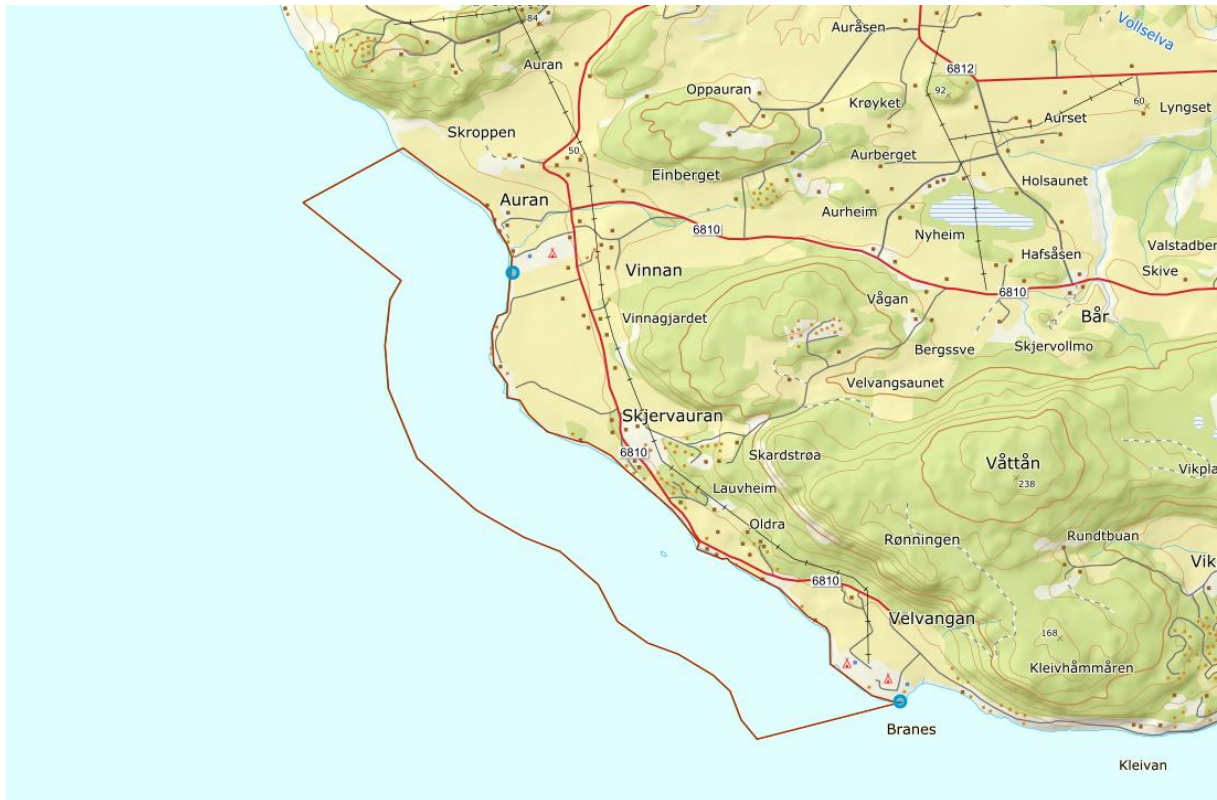 84
Auråsen
Vollselva
Auran
6812
Oppauran
92
Krøyket
60
Lyngset
Aurset
Skroppen
50
Aurberget
Einberget
Holsaunet
Auran
Aurheim
6810
Nyheim
Valstadber
Hafsåsen
Skive
Vinnan
6810
Vågan
Bår
Vinnagjardet
Skjervollmo
Bergssve
Velvangsaunet
Skjervauran
6810
Skardstrøa
Våttån
Vikpla
238
Lauvheim
Oldra
Rønningen
Rundtbuan
Vik
6810
Velvangan
168
Kleivhåmmåren
Branes
Kleivan